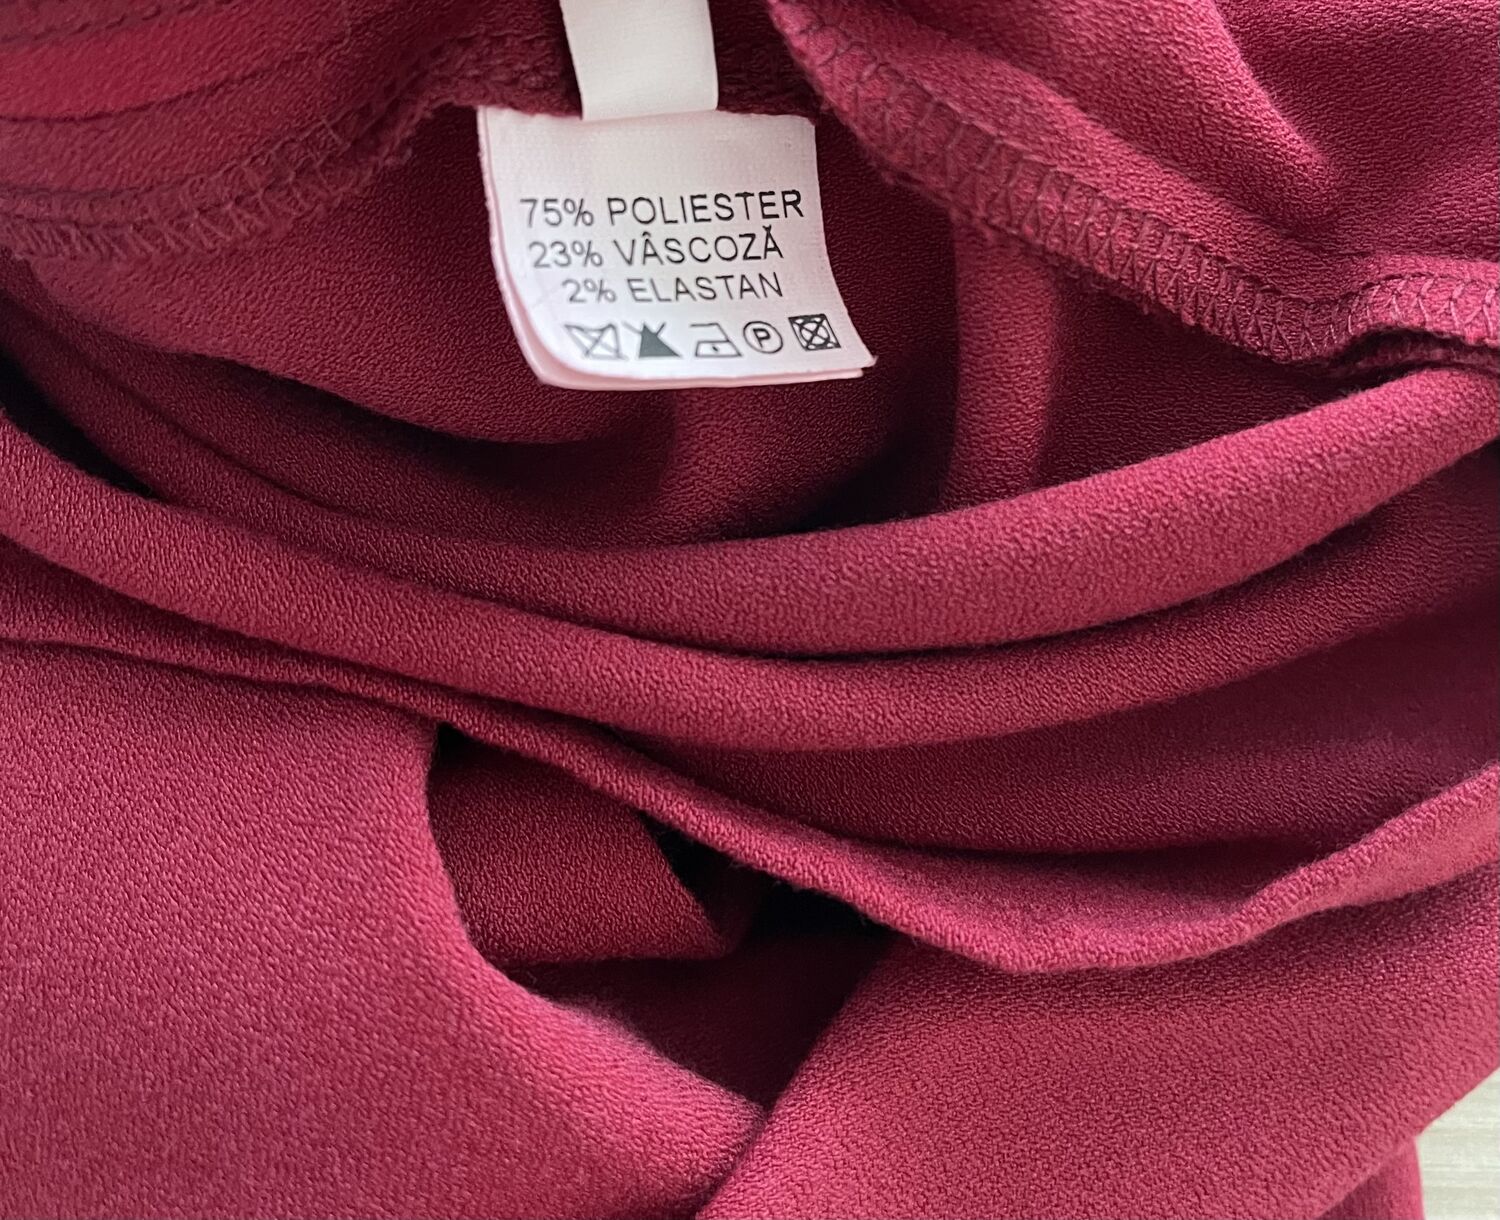 75% POLIESTER
23% VÂSCOZĂ
2% ELASTAN
P